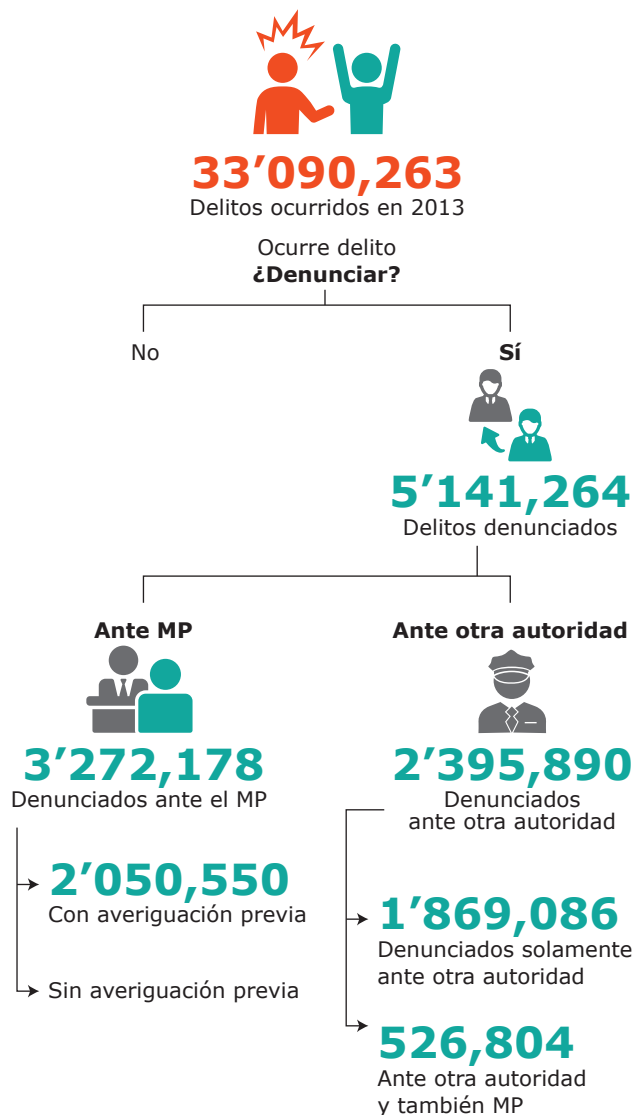 33’090,263
Delitos ocurridos en 2013
Ocurre delito
¿Denunciar?
No
Sí
5’141,264
Delitos denunciados
Ante MP
3’272,178
Denunciados ante el MP
2’050,550
Con averiguación previa
Sin averiguación previa
Ante otra autoridad
2’395,890
Denunciados
ante otra autoridad
1’869,086
Denunciados solamente
ante otra autoridad
526,804
Ante otra autoridad
y también MP